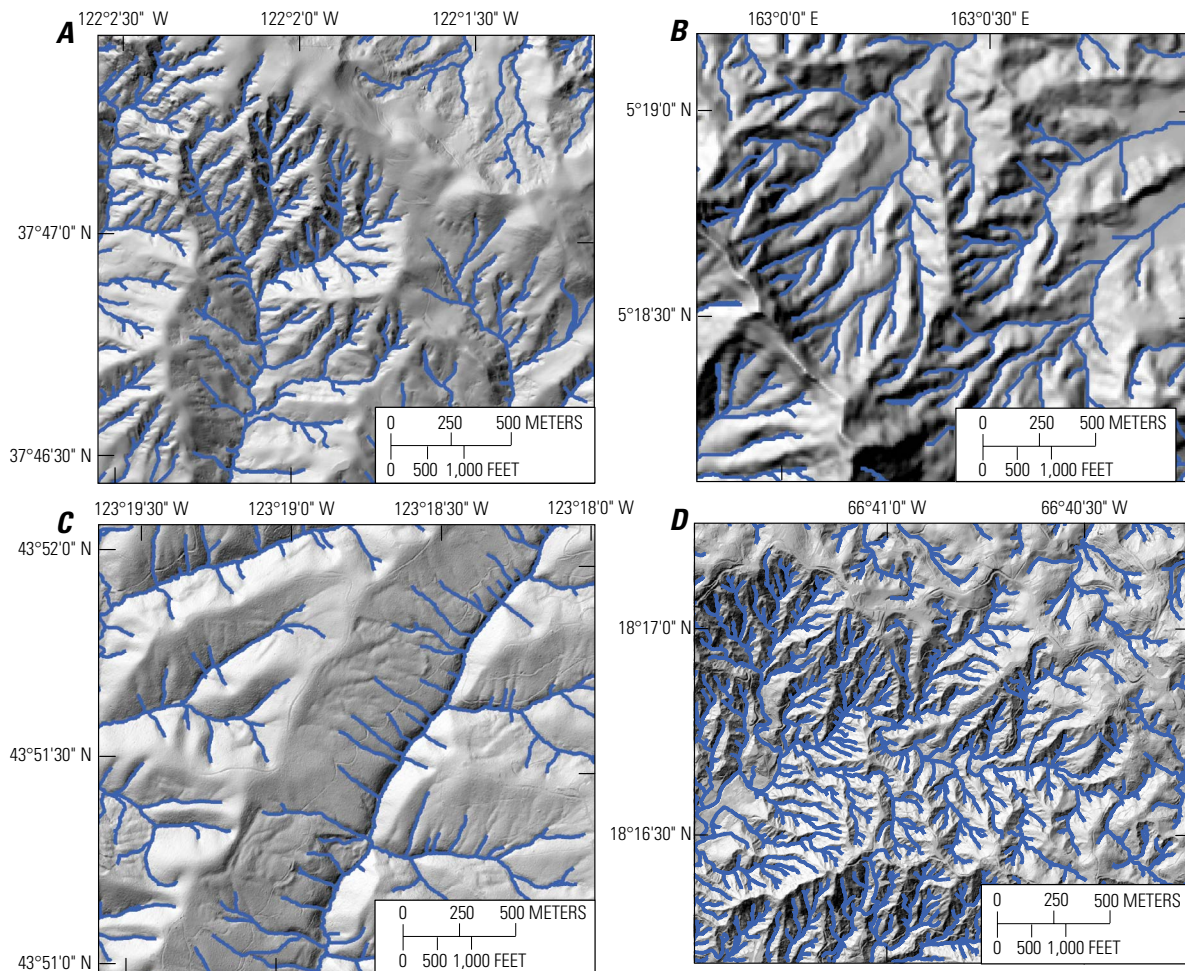 A
122°2'30" W 122°2'0" W 122°1'30" W
37°47'0" N
37°46'30" N
0 250 500 METERS
0 500 1,000 FEET
B
163°0'0 E 163°0'30 E
5°19'0" N
5°18'30" N
0 250 500 METERS
0 500 1,000 FEET
C
123°19'30" W 123°19'0" W 123°18'30" W 123°18'0" W
43°52'0" N
43°51'30" N
43°51'0" N
0 250 500 METERS
0 500 1,000 FEET
D
66°41'0" W 66°40'30" W
18°17'0" N
18°16'30" N
0 250 500 METERS
0 500 1,000 FEET